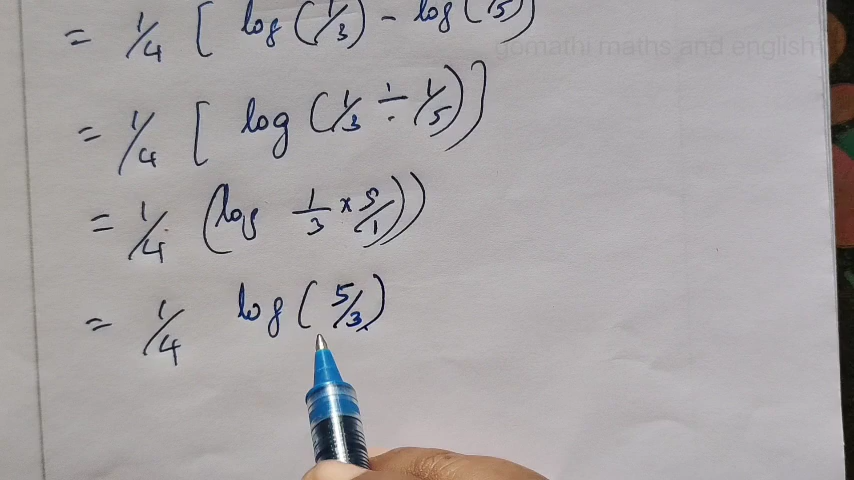 = 1/4 [ log(1/3) - log(1/5)
gomathi maths and english
= 1/4 [ log (1/3 ÷ 1/5) ]
= 1/4 (log 1/3 × 5/1))
= 1/4 log ( 5/3 )